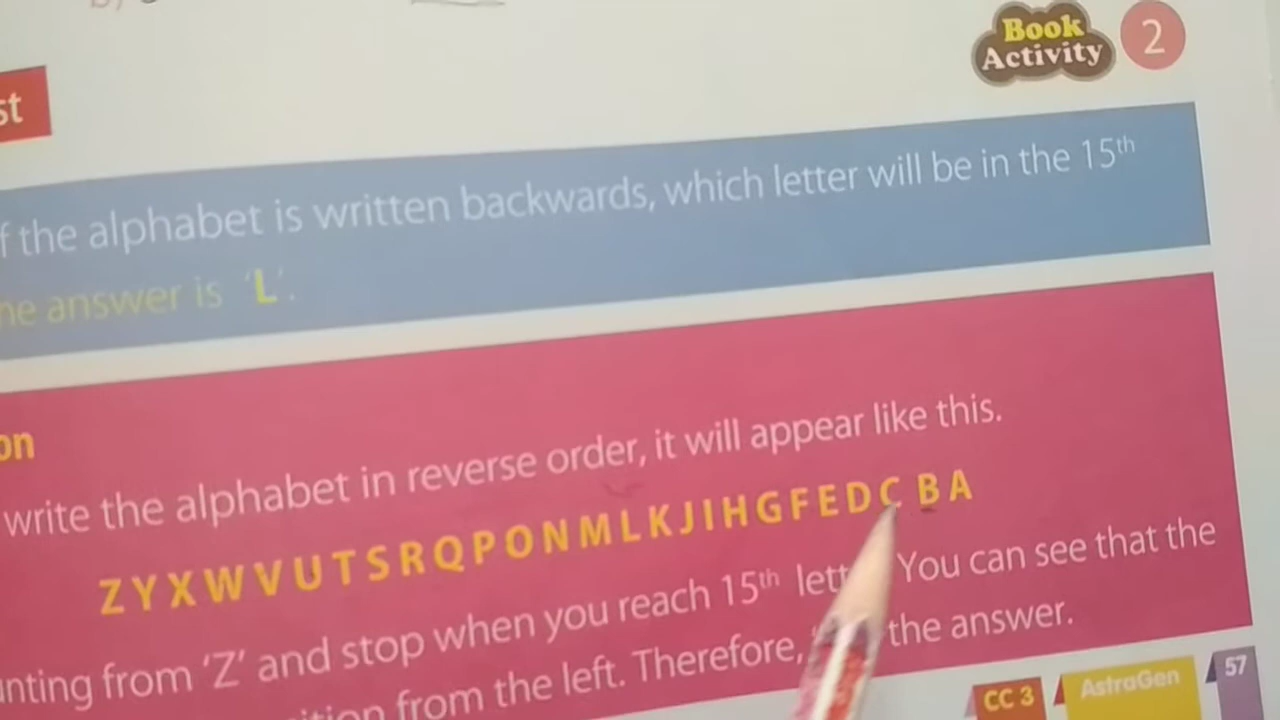 Book
Activity 2
st
f the alphabet is written backwards, which letter will be in the 15th
he answer is 'L'.
on
write the alphabet in reverse order, it will appear like this.
Z Y X W V U T S R Q P O N M L K J I H G F E D C B A
unting from 'Z' and stop when you reach 15th lett You can see that the
ition from the left. Therefore, the answer.
CC 3 AstraGen 57